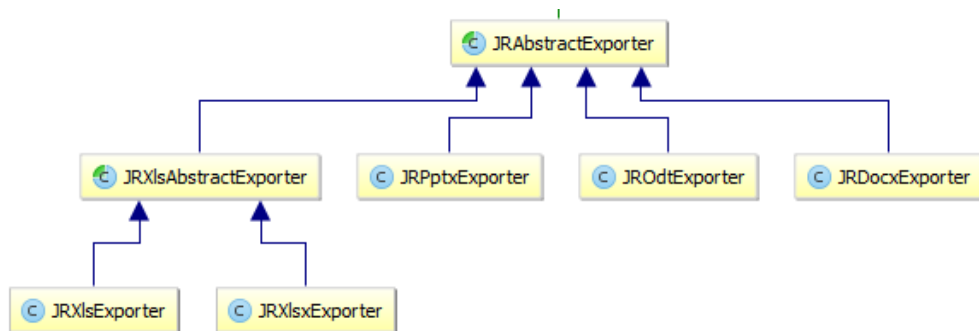 C JRAbstractExporter
C JRXlsAbstractExporter
C JRPptxExporter
C JROdtExporter
C JRDocxExporter
C JRXlsExporter
C JRXlsxExporter